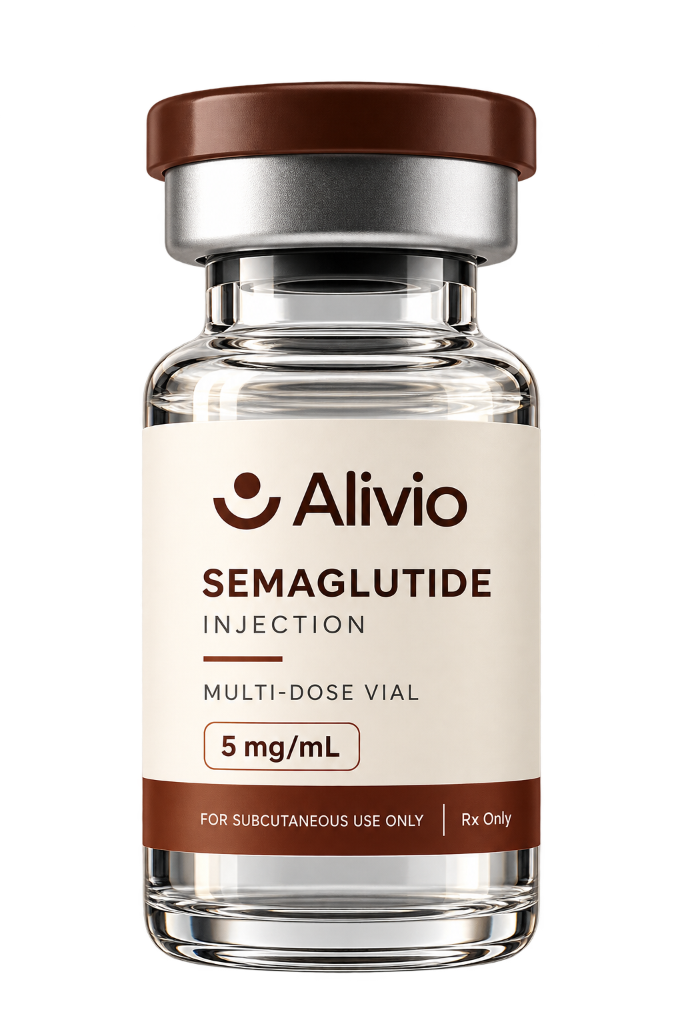 Alivio
SEMAGLUTIDE
INJECTION
MULTI-DOSE VIAL
5 mg/mL
FOR SUBCUTANEOUS USE ONLY | Rx Only